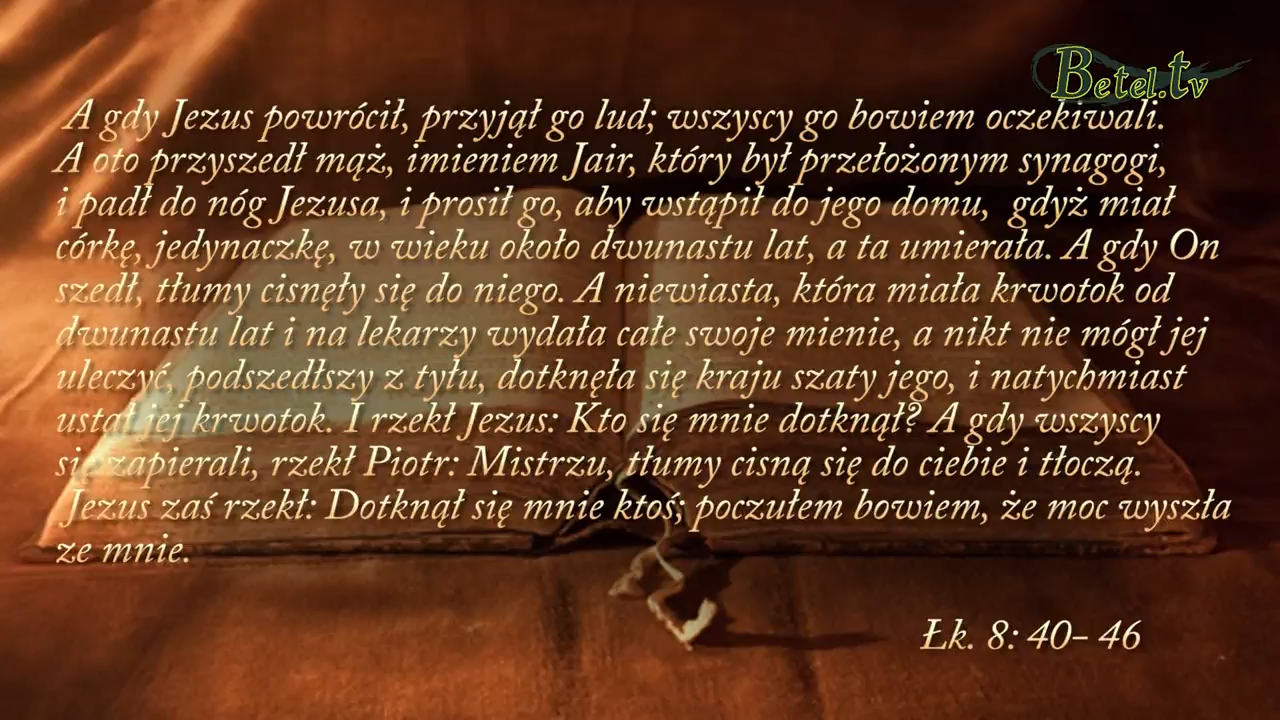 Betel.tv
A gdy Jezus powrócił, przyjął go lud; wszyscy go bowiem oczekiwali.
A oto przyszedł mąż, imieniem Jair, który był przełożonym synagogi,
i padł do nóg Jezusa, i prosił go, aby wstąpił do jego domu, gdyż miał
córkę, jedynaczkę, w wieku około dwunastu lat, a ta umierała. A gdy On
szedł, tłumy cisnęły się do niego. A niewiasta, która miała krwotok od
dwunastu lat i na lekarzy wydała całe swoje mienie, a nikt nie mógł jej
uleczyć, podszedłszy z tyłu, dotknęła się kraju szaty jego, i natychmiast
ustał jej krwotok. I rzekł Jezus: Kto się mnie dotknął? A gdy wszyscy
się zapierali, rzekł Piotr: Mistrzu, tłumy cisną się do ciebie i tłoczą.
Jezus zaś rzekł: Dotknął się mnie ktoś; poczułem bowiem, że moc wyszła
ze mnie.
Łk. 8: 40- 46